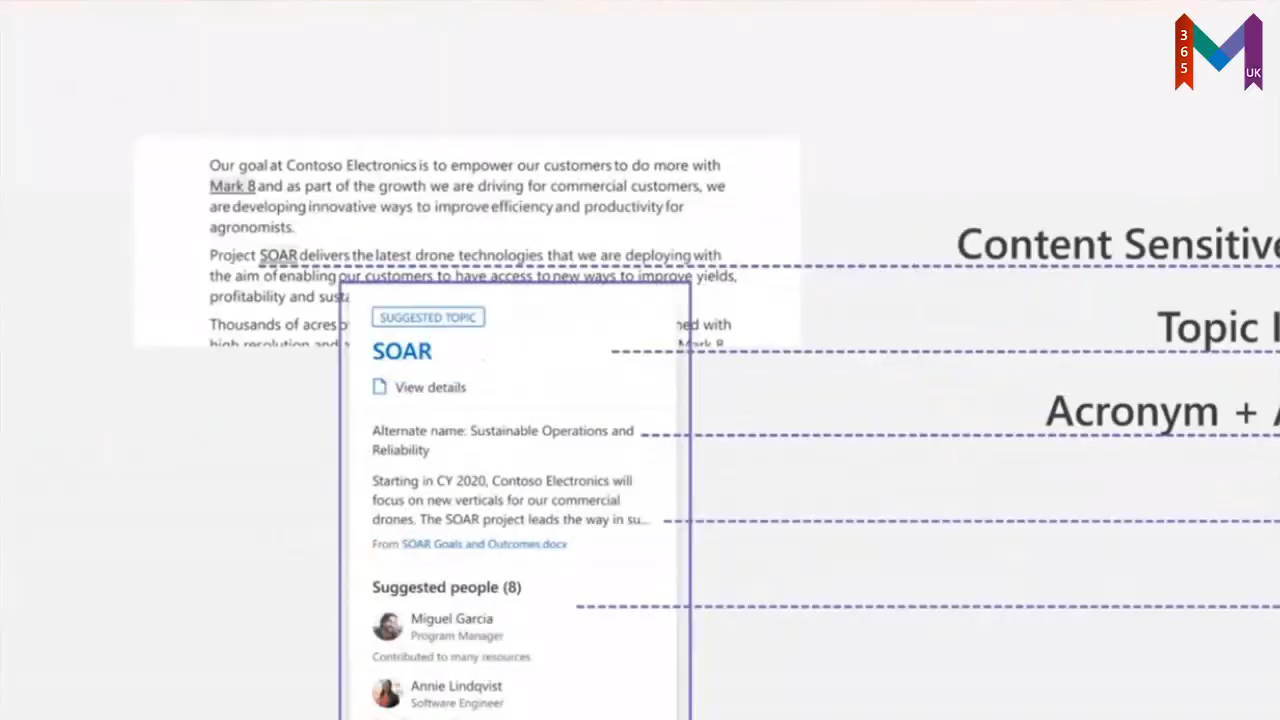 365
UK
Our goal at Contoso Electronics is to empower our customers to do more with
Mark 8 and as part of the growth we are driving for commercial customers, we
are developing innovative ways to improve efficiency and productivity for
agronomists.
Project SOAR delivers the latest drone technologies that we are deploying with
the aim of enabling our customers to have access to new ways to improve yields,
profitability and
Thousands of acres with
high resolution and Mark 8
SUGGESTED TOPIC
SOAR
View details
Alternate name: Sustainable Operations and
Reliability
Starting in CY 2020, Contoso Electronics will
focus on new verticals for our commercial
drones. The SOAR project leads the way in su...
From SOAR Goals and Outcomes.docx
Suggested people (8)
Miguel Garcia
Program Manager
Contributed to many resources
Annie Lindqvist
Software Engineer
Content Sensitive
Topic
Acronym +